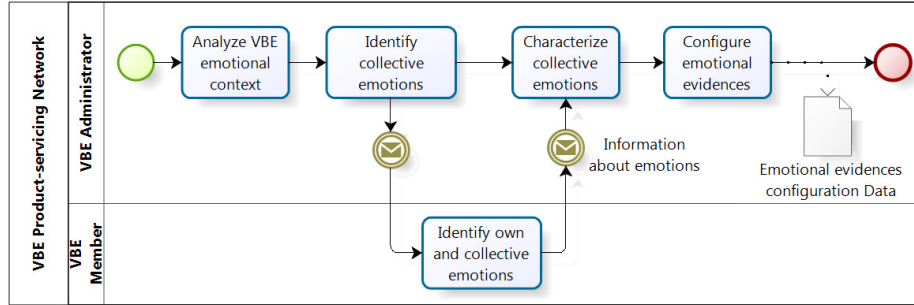 VBE Product-servicing Network
VBE Administrator
Analyze VBE
emotional
context
Identify
collective
emotions
Characterize
collective
emotions
Configure
emotional
evidences
Information
about emotions
Emotional evidences
configuration Data
VBE
Member
Identify own
and collective
emotions